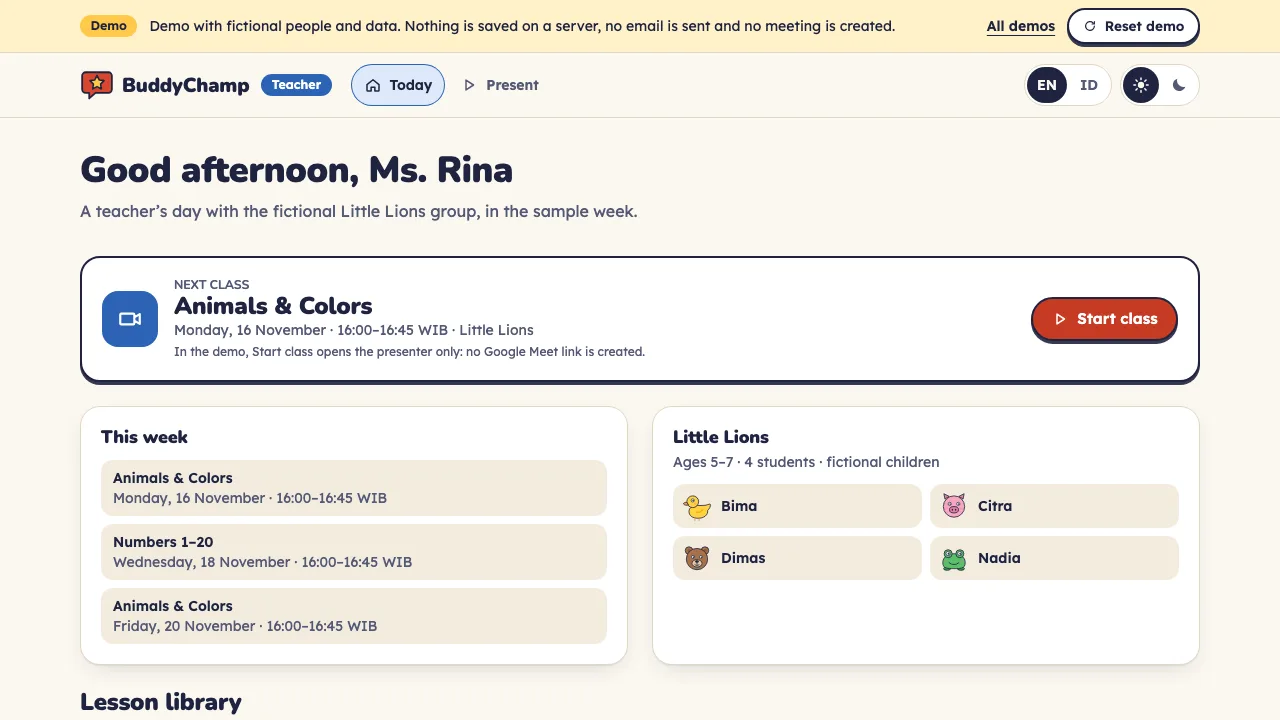 Demo
Demo with fictional people and data. Nothing is saved on a server, no email is sent and no meeting is created.
All demos
Reset demo
BuddyChamp
Teacher
Today
Present
EN
ID
Good afternoon, Ms. Rina
A teacher’s day with the fictional Little Lions group, in the sample week.
NEXT CLASS
Animals & Colors
Monday, 16 November · 16:00–16:45 WIB · Little Lions
In the demo, Start class opens the presenter only: no Google Meet link is created.
Start class
This week
Animals & Colors
Monday, 16 November · 16:00–16:45 WIB
Numbers 1–20
Wednesday, 18 November · 16:00–16:45 WIB
Animals & Colors
Friday, 20 November · 16:00–16:45 WIB
Little Lions
Ages 5–7 · 4 students · fictional children
Bima
Citra
Dimas
Nadia
Lesson library